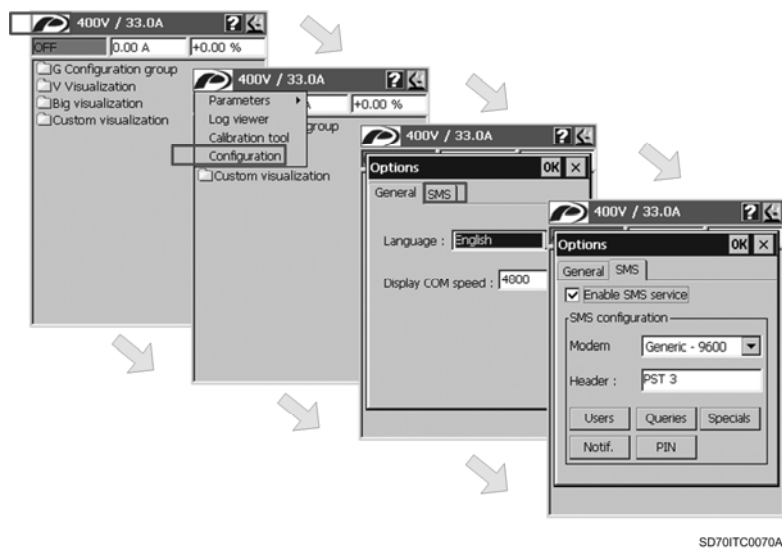 400V / 33.0A ?
OFF 0.00 A +0.00 %
G Configuration group
V Visualization
Big visualization
Custom visualization
400V / 33.0A ?
Parameters
+0.00 %
Log viewer
group
Calibration tool
Configuration
Custom visualization
400V / 33.0A ?
Options OK ×
General SMS
Language : English
Display COM speed : 4800
400V / 33.0A ?
Options OK ×
General SMS
Enable SMS service
SMS configuration
Modem Generic - 9600
Header : PST 3
Users Queries Specials
Notif. PIN
SD70ITC0070A